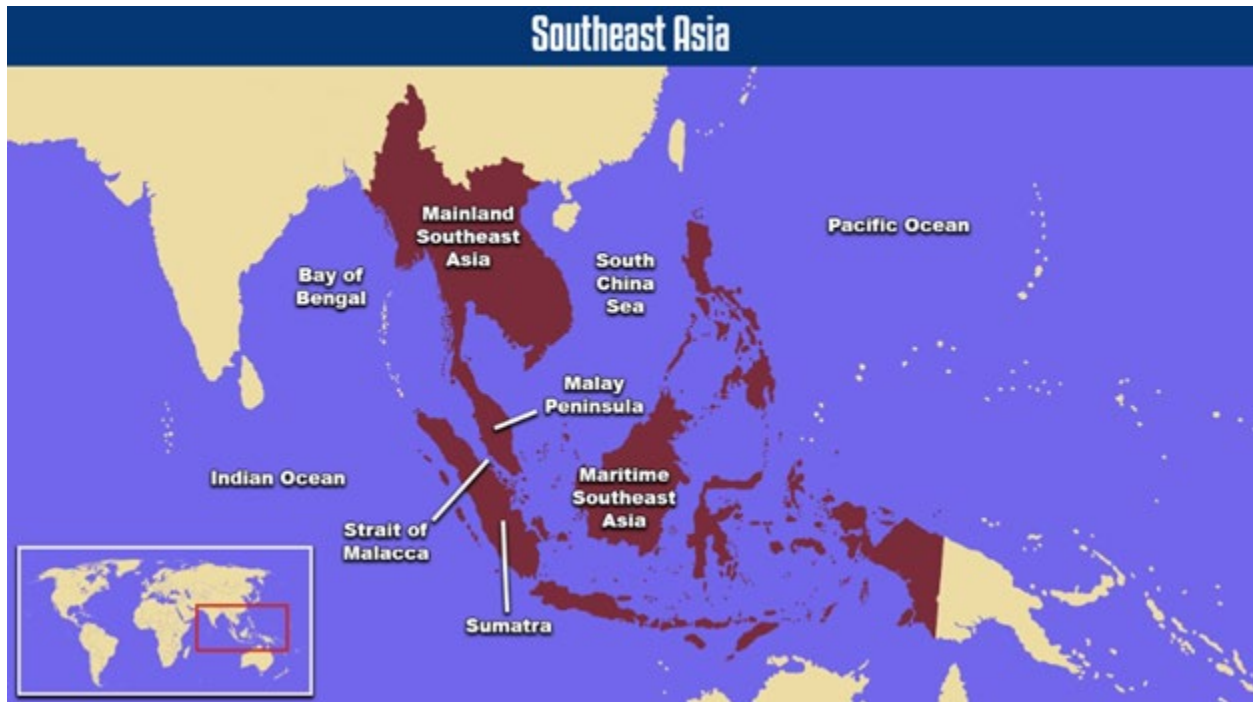 Southeast Asia
Mainland
Southeast
Asia
Pacific Ocean
South
China
Sea
Bay of
Bengal
Malay
Peninsula
Indian Ocean
Maritime
Southeast
Asia
Strait of
Malacca
Sumatra